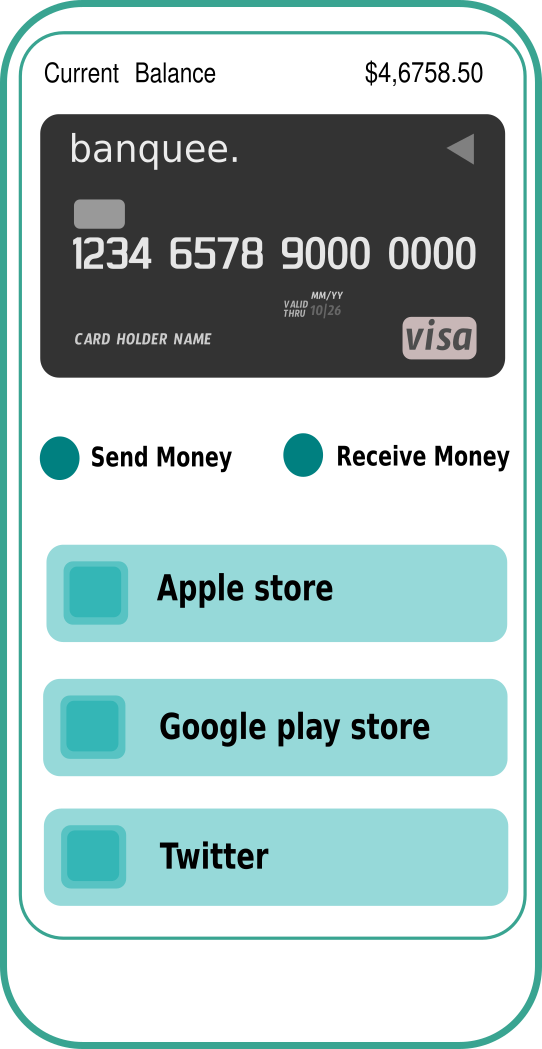 Current Balance $4,6758.50
banquee.
1234 6578 9000 0000
MM/YY
VALID THRU 10|26
CARD HOLDER NAME
visa
Send Money Receive Money
Apple store
Google play store
Twitter